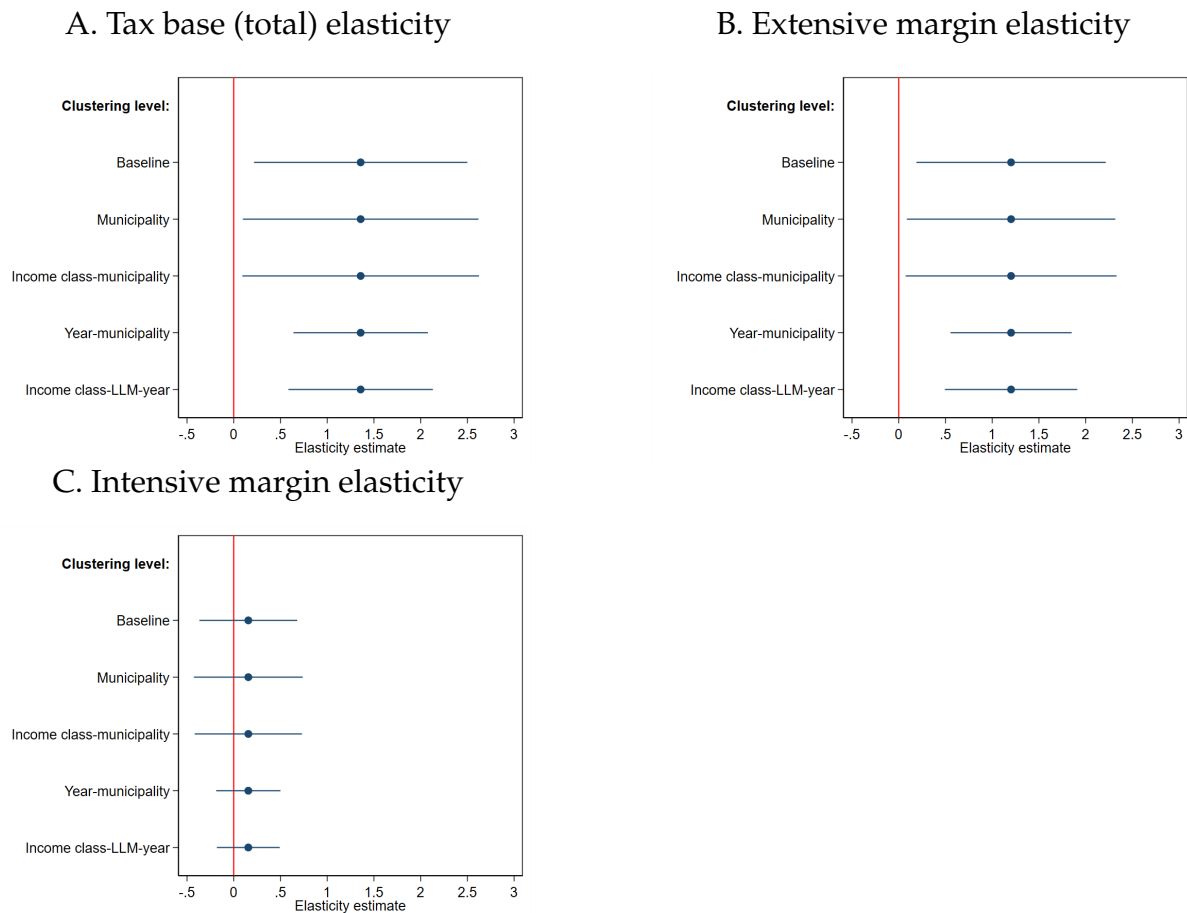 A. Tax base (total) elasticity
Clustering level:
Baseline
Municipality
Income class-municipality
Year-municipality
Income class-LLM-year
-.5 0 .5 1 1.5 2 2.5 3
Elasticity estimate
B. Extensive margin elasticity
Clustering level:
Baseline
Municipality
Income class-municipality
Year-municipality
Income class-LLM-year
-.5 0 .5 1 1.5 2 2.5 3
Elasticity estimate
C. Intensive margin elasticity
Clustering level:
Baseline
Municipality
Income class-municipality
Year-municipality
Income class-LLM-year
-.5 0 .5 1 1.5 2 2.5 3
Elasticity estimate